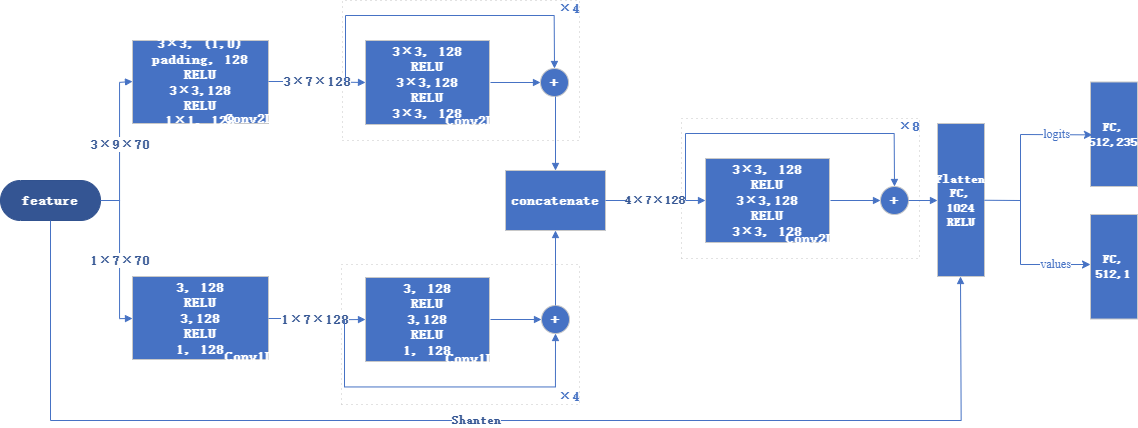 ×4
3×3, (1,0)
padding, 128
RELU
3×3,128
RELU
1×1, 128
Conv2D
3×7×128
3×3, 128
RELU
3×3,128
RELU
3×3, 128
Conv2D
+
3×9×70
feature
1×7×70
3, 128
RELU
3,128
RELU
1, 128
Conv1D
1×7×128
3, 128
RELU
3,128
RELU
1, 128
Conv1D
+
×4
concatenate
4×7×128
×8
3×3, 128
RELU
3×3,128
RELU
3×3, 128
Conv2D
+
Flatten
FC,
1024
RELU
logits
FC,
512,235
values
FC,
512,1
Shanten